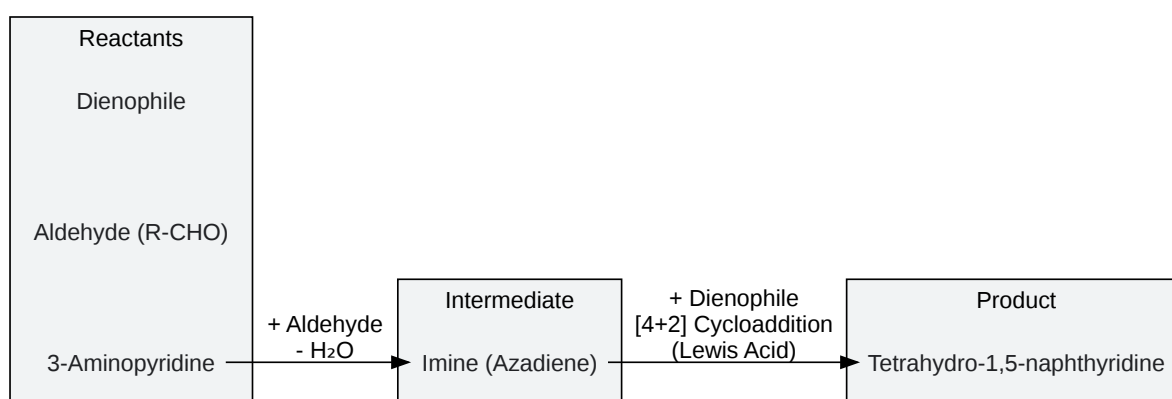 Reactants
Dienophile
Aldehyde (R-CHO)
3-Aminopyridine
+ Aldehyde
- H₂O
Intermediate
Imine (Azadiene)
+ Dienophile
[4+2] Cycloaddition
(Lewis Acid)
Product
Tetrahydro-1,5-naphthyridine